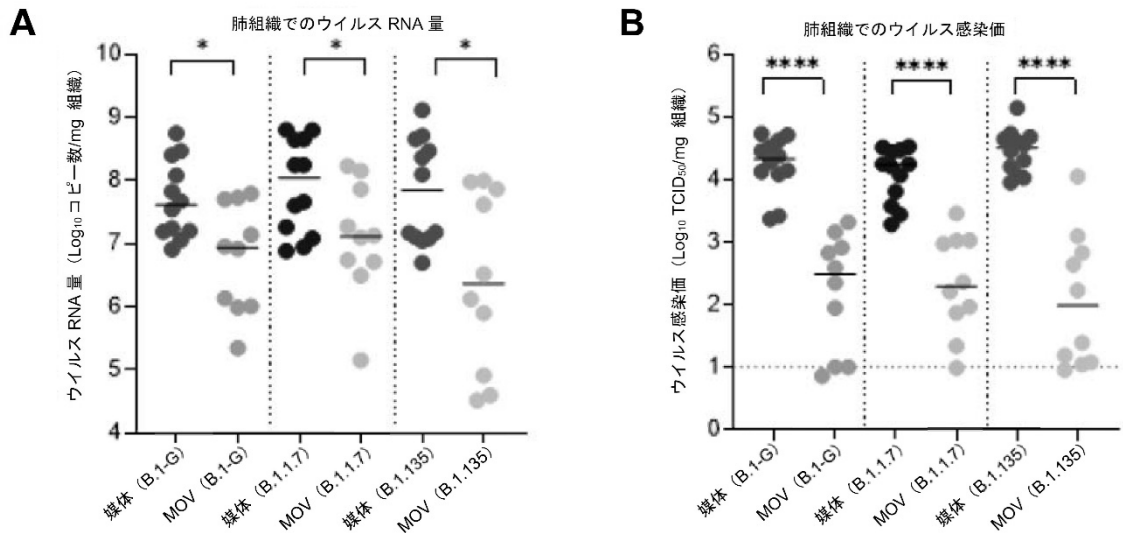 A
肺組織でのウイルス RNA 量
ウイルス RNA 量（Log₁₀ コピー数/mg 組織）
10
9
8
7
6
5
4
*
*
*
媒体（B.1-G）
MOV（B.1-G）
媒体（B.1.1.7）
MOV（B.1.1.7）
媒体（B.1.135）
MOV（B.1.135）
B
肺組織でのウイルス感染価
ウイルス感染価（Log₁₀ TCID₅₀/mg 組織）
6
5
4
3
2
1
0
****
****
****
媒体（B.1-G）
MOV（B.1-G）
媒体（B.1.1.7）
MOV（B.1.1.7）
媒体（B.1.135）
MOV（B.1.135）